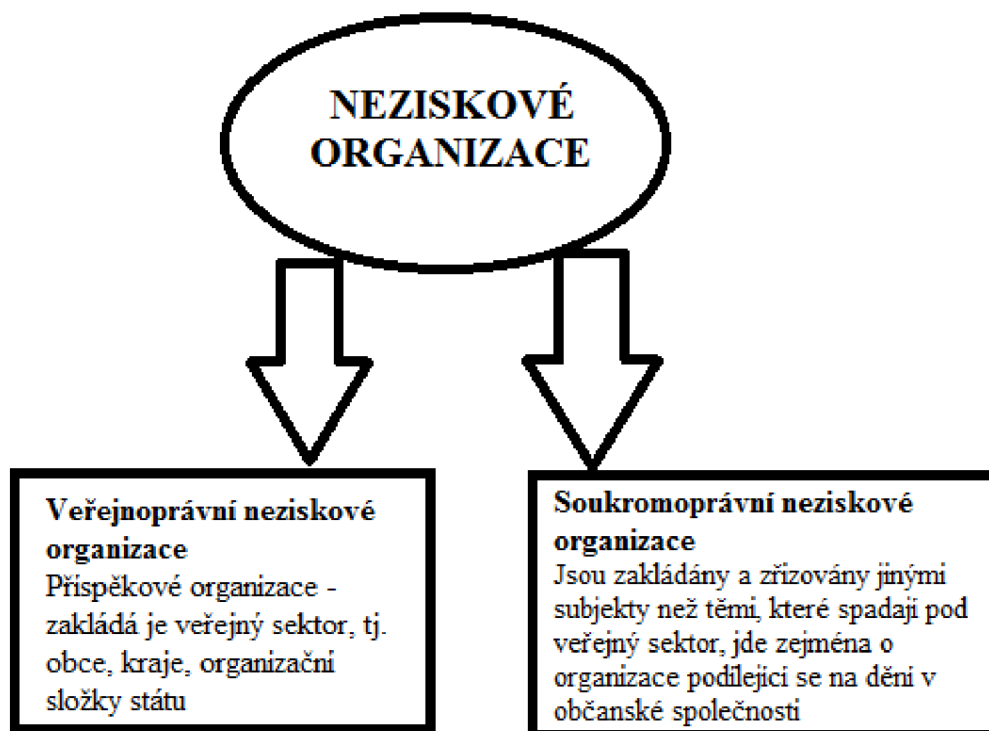 NEZISKOVÉ
ORGANIZACE
Veřejnoprávní neziskové
organizace
Příspěkové organizace -
zakládá je veřejný sektor, tj.
obce, kraje, organizační
složky státu
Soukromoprávní neziskové
organizace
Jsou zakládány a zřizovány jinými
subjekty než těmi, které spadají pod
veřejný sektor, jde zejména o
organizace podílející se na dění v
občanské společnosti